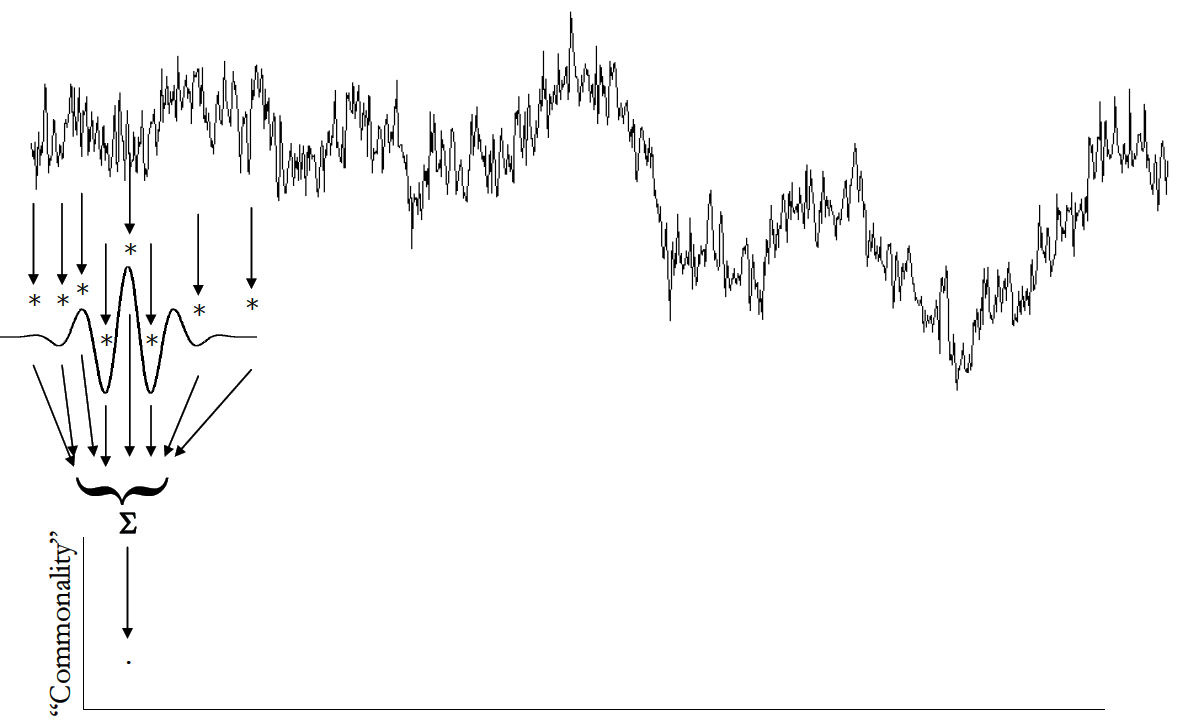 *
* * * *
* *
*
Σ
“Commonality”